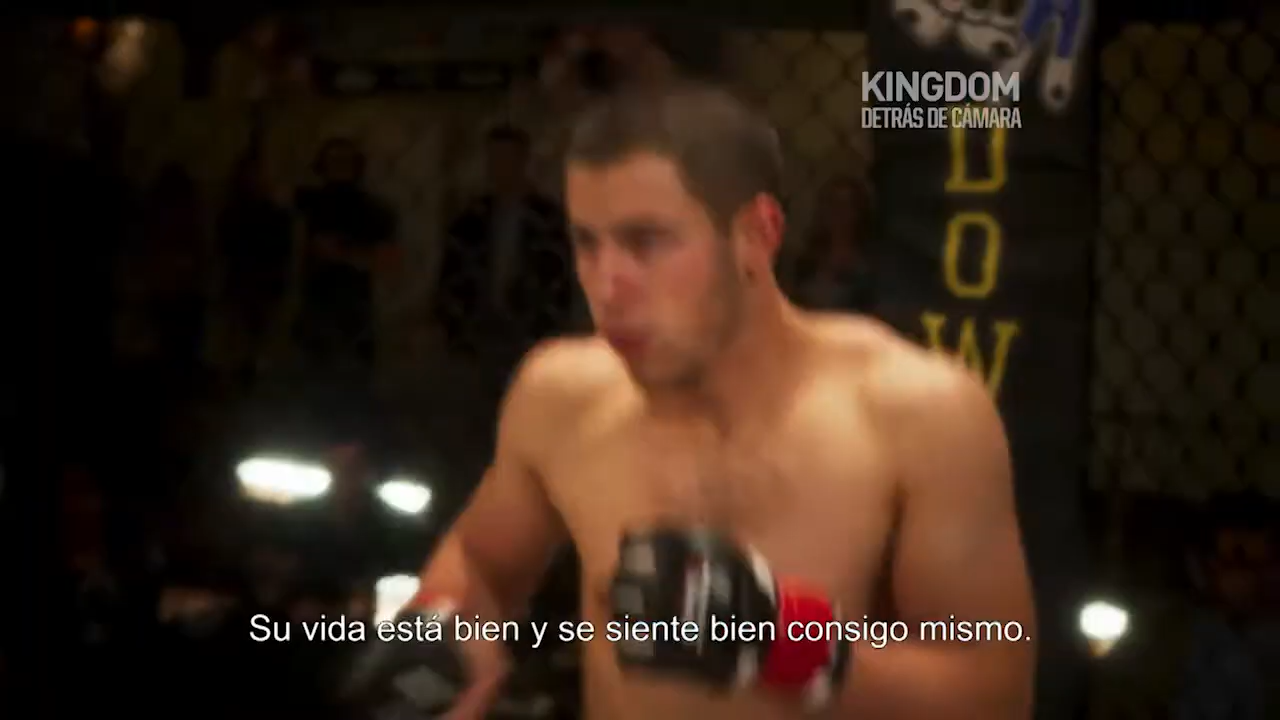 KINGDOM
DETRÁS DE CÁMARA
D
O
W
Su vida está bien y se siente bien consigo mismo.